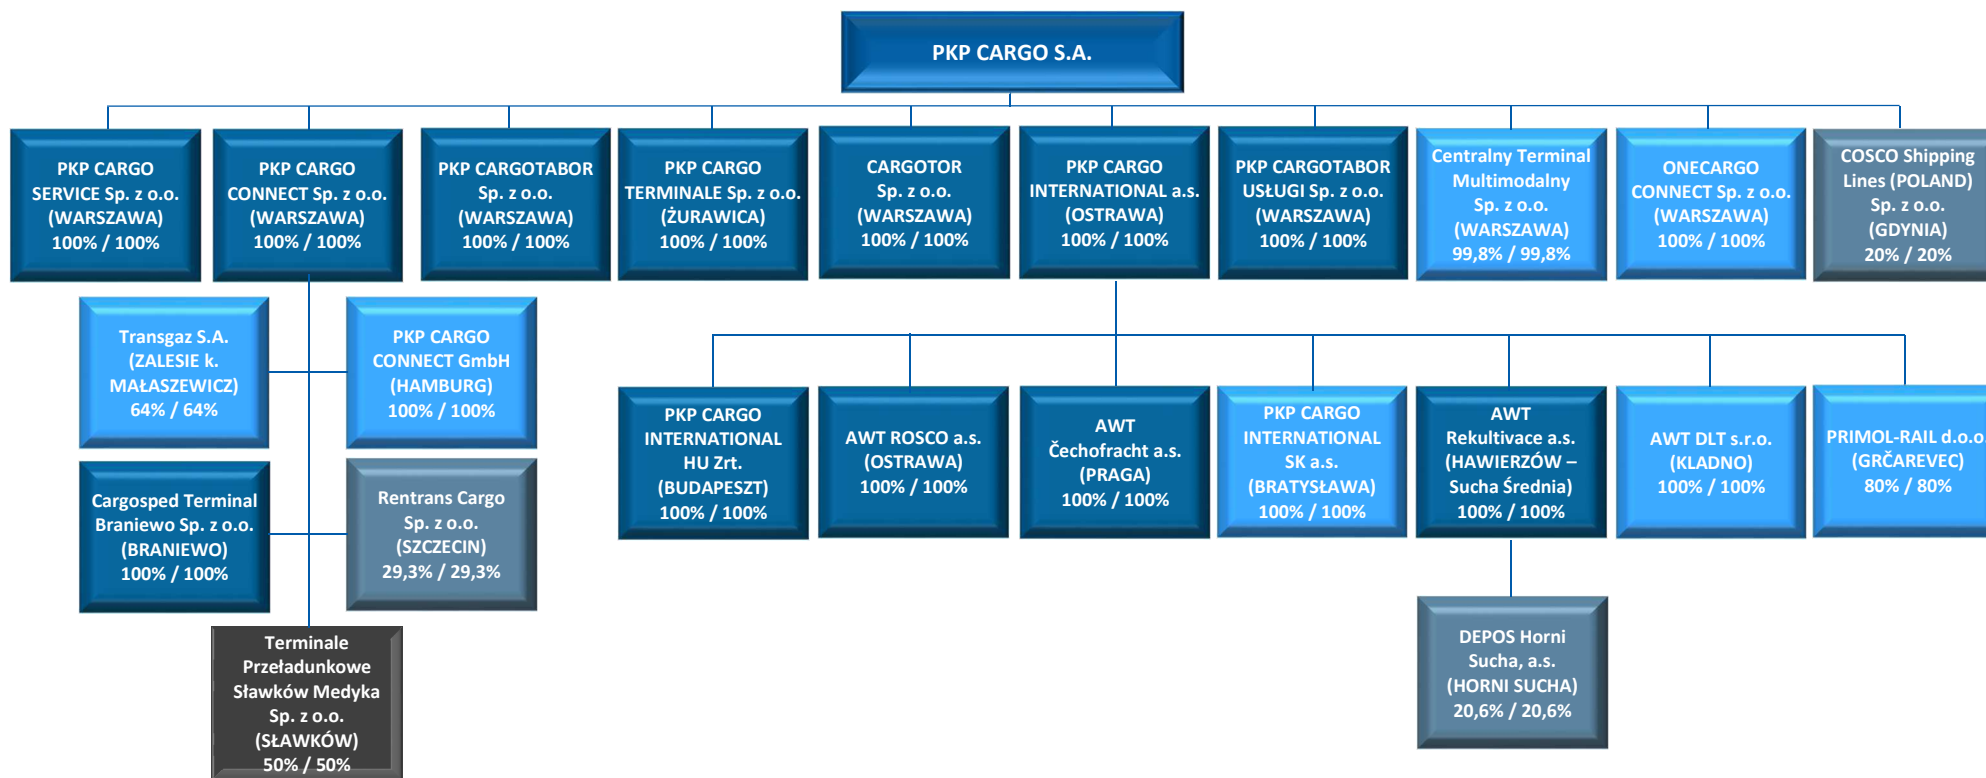 PKP CARGO S.A.
PKP CARGO
SERVICE Sp. z o.o.
(WARSZAWA)
100% / 100%
PKP CARGO
CONNECT Sp. z o.o.
(WARSZAWA)
100% / 100%
PKP CARGOTABOR
Sp. z o.o.
(WARSZAWA)
100% / 100%
PKP CARGO
TERMINALE Sp. z o.o.
(ŻURAWICA)
100% / 100%
CARGOTOR
Sp. z o.o.
(WARSZAWA)
100% / 100%
PKP CARGO
INTERNATIONAL a.s.
(OSTRAWA)
100% / 100%
PKP CARGOTABOR
USŁUGI Sp. z o.o.
(WARSZAWA)
100% / 100%
Centralny Terminal
Multimodalny
Sp. z o.o.
(WARSZAWA)
99,8% / 99,8%
ONECARGO
CONNECT Sp. z o.o.
(WARSZAWA)
100% / 100%
COSCO Shipping
Lines (POLAND)
Sp. z o.o.
(GDYNIA)
20% / 20%
Transgaz S.A.
(ZALESIE k.
MAŁASZEWICZ)
64% / 64%
PKP CARGO
CONNECT GmbH
(HAMBURG)
100% / 100%
Cargosped Terminal
Braniewo Sp. z o.o.
(BRANIEWO)
100% / 100%
Rentrans Cargo
Sp. z o.o.
(SZCZECIN)
29,3% / 29,3%
Terminale
Przeładunkowe
Sławków Medyka
Sp. z o.o.
(SŁAWKÓW)
50% / 50%
PKP CARGO
INTERNATIONAL
HU Zrt.
(BUDAPESZT)
100% / 100%
AWT ROSCO a.s.
(OSTRAWA)
100% / 100%
AWT
Čechofracht a.s.
(PRAGA)
100% / 100%
PKP CARGO
INTERNATIONAL
SK a.s.
(BRATYSŁAWA)
100% / 100%
AWT
Rekultivace a.s.
(HAWIERZÓW –
Sucha Średnia)
100% / 100%
AWT DLT s.r.o.
(KLADNO)
100% / 100%
PRIMOL-RAIL d.o.o.
(GRČAREVEC)
80% / 80%
DEPOS Horni
Sucha, a.s.
(HORNI SUCHA)
20,6% / 20,6%